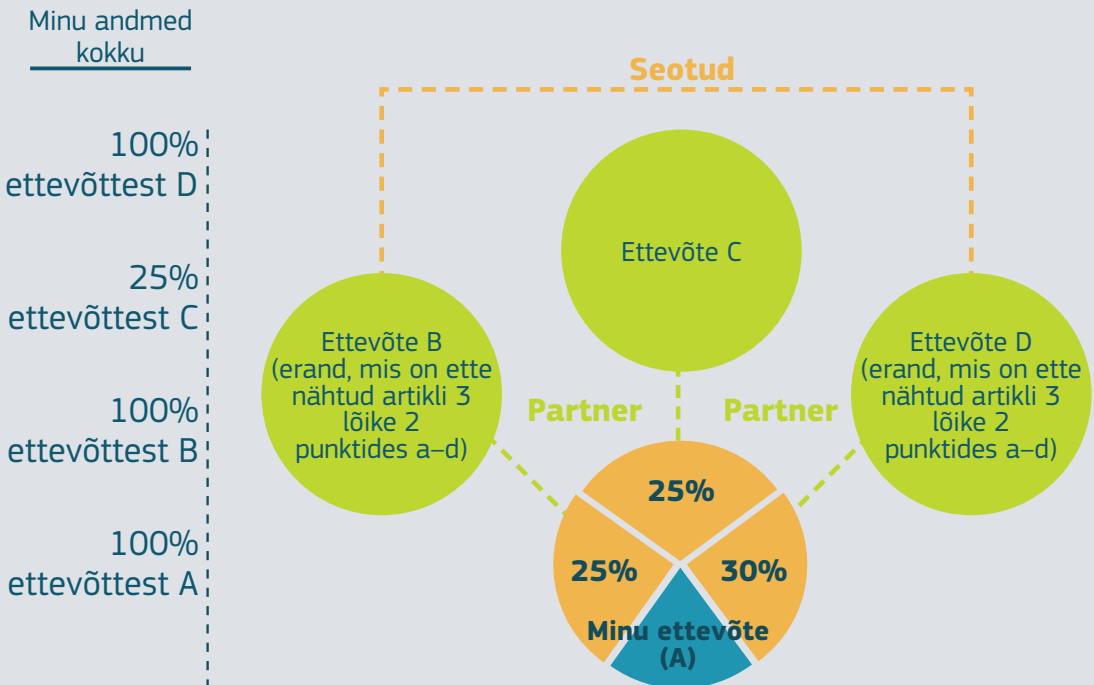 Minu andmed
kokku
100%
ettevõttest D
25%
ettevõttest C
100%
ettevõttest B
100%
ettevõttest A
Seotud
Ettevõte C
Ettevõte B
(erand, mis on ette
nähtud artikli 3
lõike 2
punktides a–d)
Partner
Partner
Ettevõte D
(erand, mis on ette
nähtud artikli 3
lõike 2
punktides a–d)
25%
25%
30%
Minu ettevõte
(A)